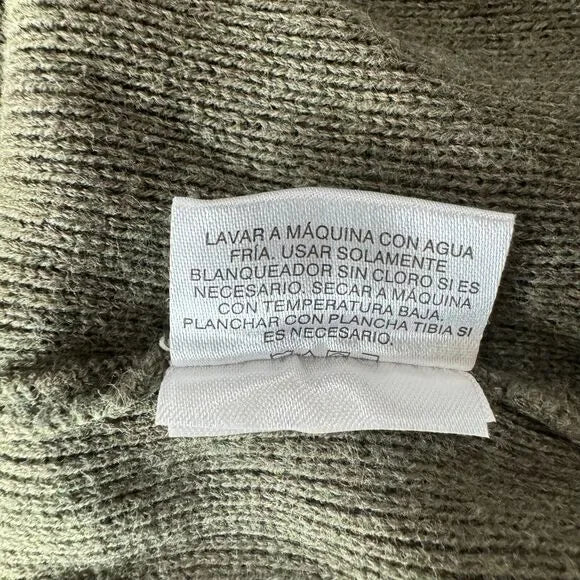 LAVAR A MÁQUINA CON AGUA
FRÍA. USAR SOLAMENTE
BLANQUEADOR SIN CLORO SI ES
NECESARIO. SECAR A MÁQUINA
CON TEMPERATURA BAJA.
PLANCHAR CON PLANCHA TIBIA SI
ES NECESARIO.